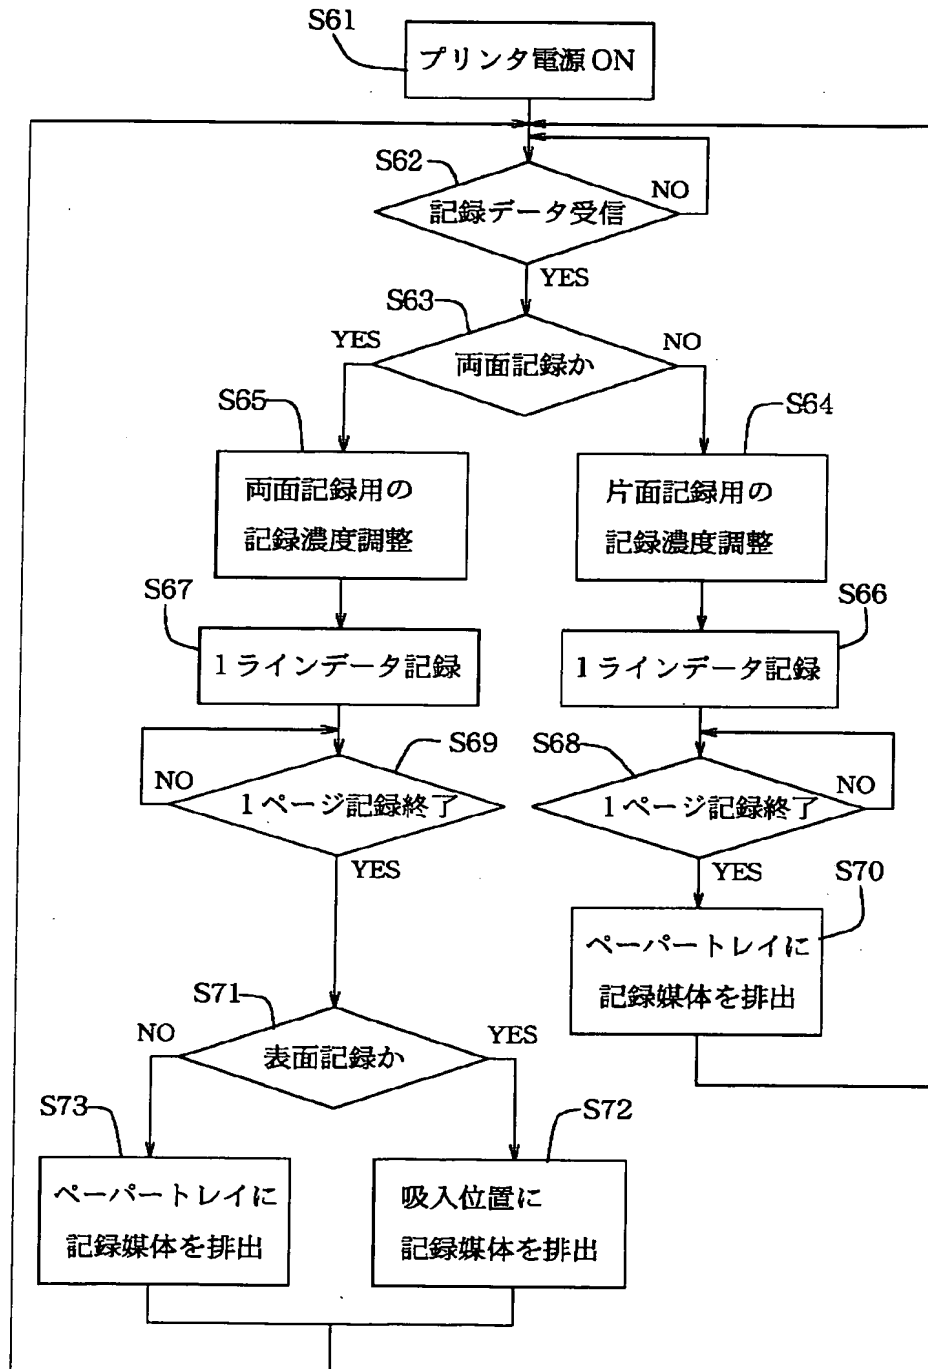 S61
プリンタ電源 ON
S62
記録データ受信
NO
YES
S63
YES
両面記録か
NO
S65
両面記録用の
記録濃度調整
S64
片面記録用の
記録濃度調整
S67
1ラインデータ記録
S66
1ラインデータ記録
S69
NO
1ページ記録終了
YES
S68
1ページ記録終了
NO
YES
S70
ペーパートレイに
記録媒体を排出
S71
NO
表面記録か
YES
S73
ペーパートレイに
記録媒体を排出
S72
吸入位置に
記録媒体を排出